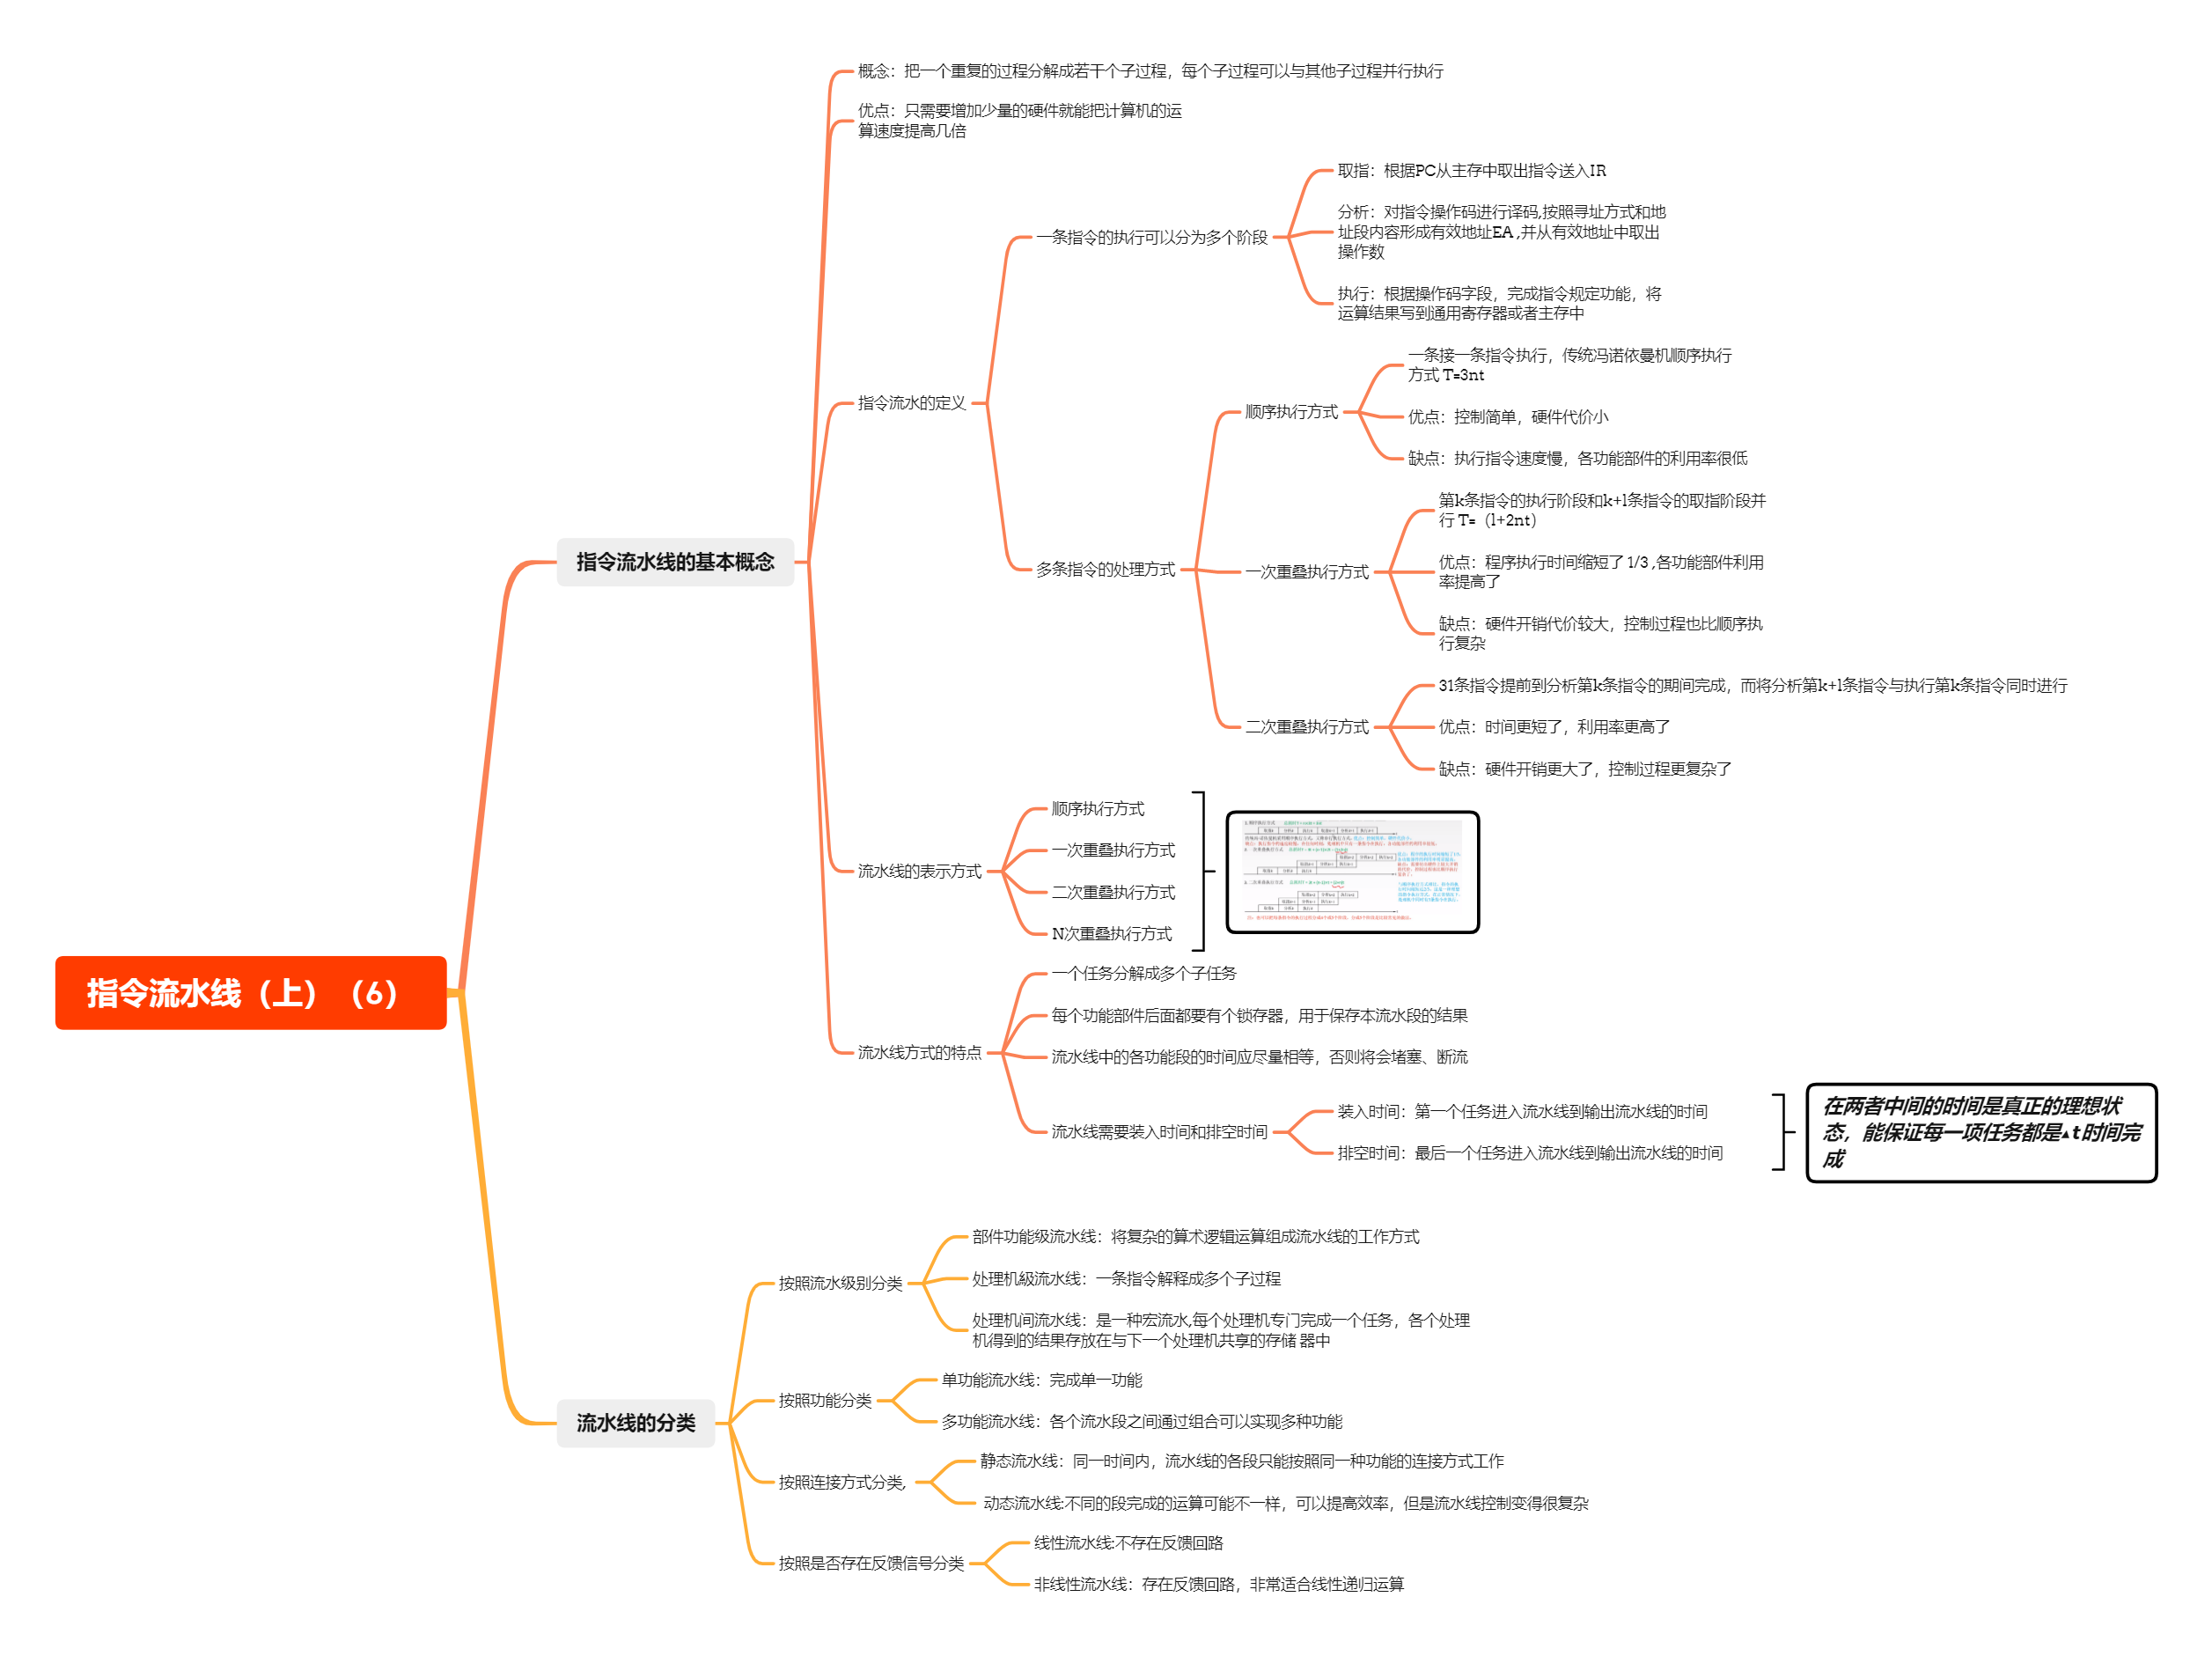 指令流水线（上）（6）
指令流水线的基本概念
概念：把一个重复的过程分解成若干个子过程，每个子过程可以与其他子过程并行执行
优点：只需要增加少量的硬件就能把计算机的运
算速度提高几倍
指令流水的定义
一条指令的执行可以分为多个阶段
取指：根据PC从主存中取出指令送入IR
分析：对指令操作码进行译码,按照寻址方式和地
址段内容形成有效地址EA ,并从有效地址中取出
操作数
执行：根据操作码字段，完成指令规定功能，将
运算结果写到通用寄存器或者主存中
多条指令的处理方式
顺序执行方式
一条接一条指令执行，传统冯诺依曼机顺序执行
方式 T=3nt
优点：控制简单，硬件代价小
缺点：执行指令速度慢，各功能部件的利用率很低
一次重叠执行方式
第k条指令的执行阶段和k+l条指令的取指阶段并
行 T=（l+2nt）
优点：程序执行时间缩短了 1/3 ,各功能部件利用
率提高了
缺点：硬件开销代价较大，控制过程也比顺序执
行复杂
二次重叠执行方式
31条指令提前到分析第k条指令的期间完成，而将分析第k+l条指令与执行第k条指令同时进行
优点：时间更短了，利用率更高了
缺点：硬件开销更大了，控制过程更复杂了
流水线的表示方式
顺序执行方式
一次重叠执行方式
二次重叠执行方式
N次重叠执行方式
流水线方式的特点
一个任务分解成多个子任务
每个功能部件后面都要有个锁存器，用于保存本流水段的结果
流水线中的各功能段的时间应尽量相等，否则将会堵塞、断流
流水线需要装入时间和排空时间
装入时间：第一个任务进入流水线到输出流水线的时间
排空时间：最后一个任务进入流水线到输出流水线的时间
在两者中间的时间是真正的理想状
态，能保证每一项任务都是▲t时间完
成
流水线的分类
按照流水级别分类
部件功能级流水线：将复杂的算术逻辑运算组成流水线的工作方式
处理机級流水线：一条指令解释成多个子过程
处理机间流水线：是一种宏流水,每个处理机专门完成一个任务，各个处理
机得到的结果存放在与下一个处理机共享的存储 器中
按照功能分类
单功能流水线：完成单一功能
多功能流水线：各个流水段之间通过组合可以实现多种功能
按照连接方式分类,
静态流水线：同一时间内，流水线的各段只能按照同一种功能的连接方式工作
动态流水线:不同的段完成的运算可能不一样，可以提高效率，但是流水线控制变得很复杂
按照是否存在反馈信号分类
线性流水线:不存在反馈回路
非线性流水线：存在反馈回路，非常适合线性递归运算